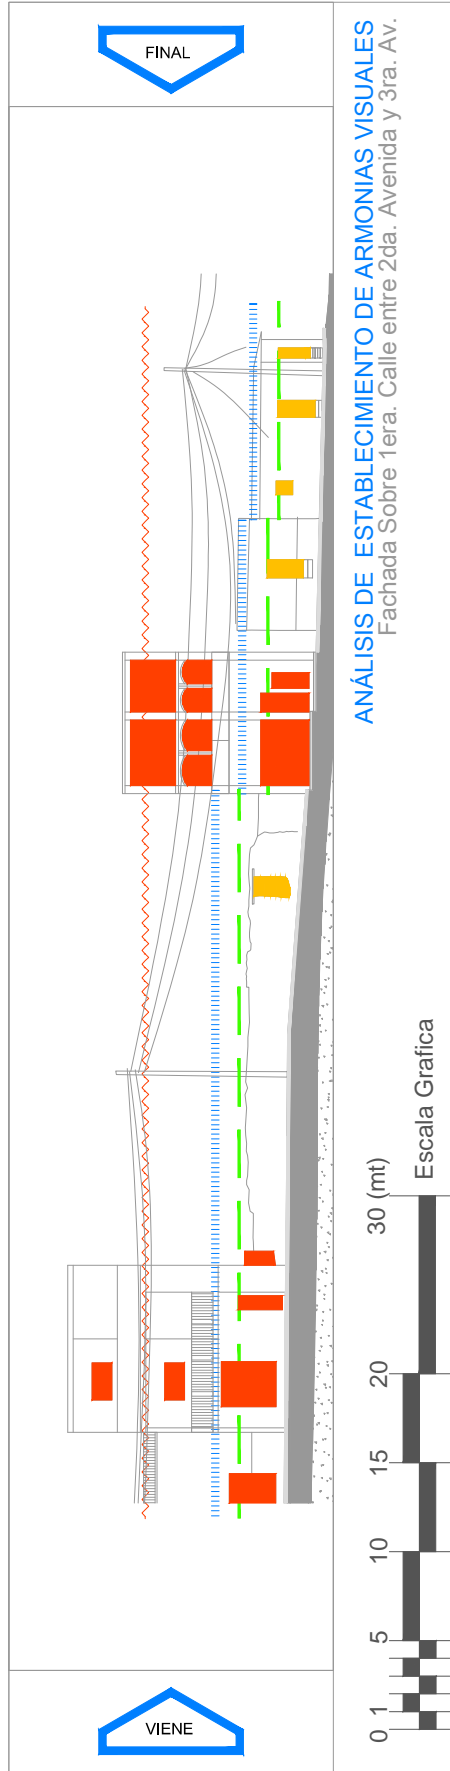 FINAL
ANÁLISIS DE ESTABLECIMIENTO DE ARMONIAS VISUALES
Fachada Sobre 1era. Calle entre 2da. Avenida y 3ra. Av.
Escala Grafica
0 1 5 10 15 20 30 (mt)
VIENE